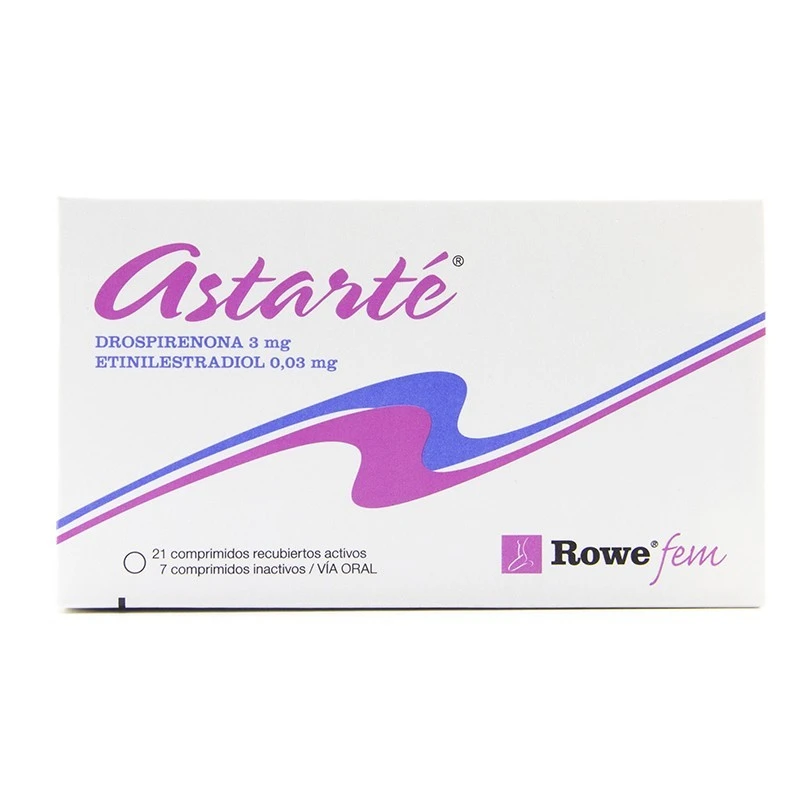 Astarté®
DROSPIRENONA 3 mg
ETINILESTRADIOL 0,03 mg
21 comprimidos recubiertos activos
7 comprimidos inactivos / VÍA ORAL
Rowe® fem